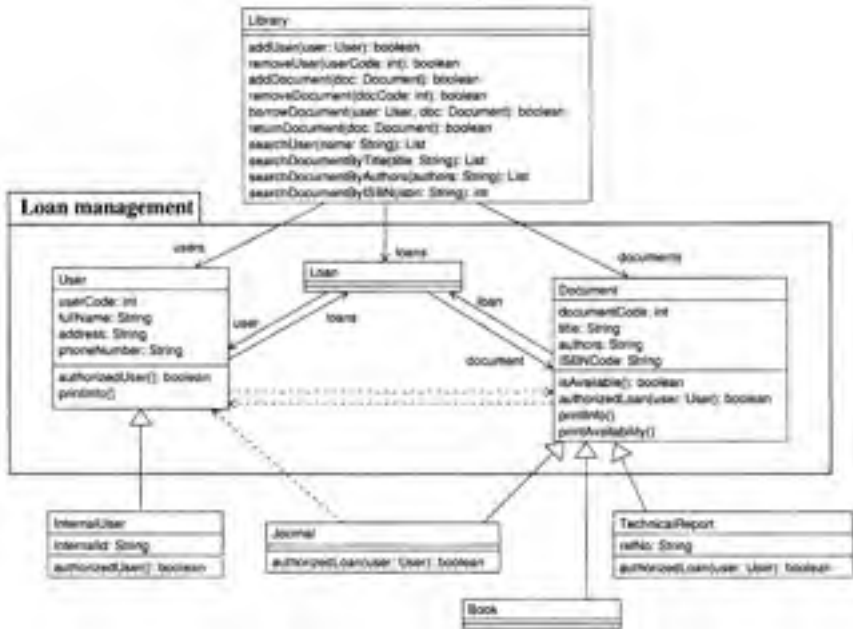 Library
addUser(user: User): boolean
removeUser(userCode: int): boolean
addDocument(doc: Document): boolean
removeDocument(docCode: int): boolean
borrowDocument(user: User, doc: Document): boolean
returnDocument(doc: Document): boolean
searchUser(name: String): List
searchDocumentByTitle(title: String): List
searchDocumentByAuthors(authors: String): List
searchDocumentByISBN(isbn: String): int
Loan management
users
loans
documents
User
userCode: int
fullName: String
address: String
phoneNumber: String
authorizedUser(): boolean
printInfo()
Loan
user
loans
loan
document
Document
documentCode: int
title: String
authors: String
ISBNCode: String
isAvailable(): boolean
authorizedLoan(user: User): boolean
printInfo()
printAvailability()
InternalUser
internalId: String
authorizedUser(): boolean
Journal
authorizedLoan(user: User): boolean
TechnicalReport
refNo: String
authorizedLoan(user: User): boolean
Book